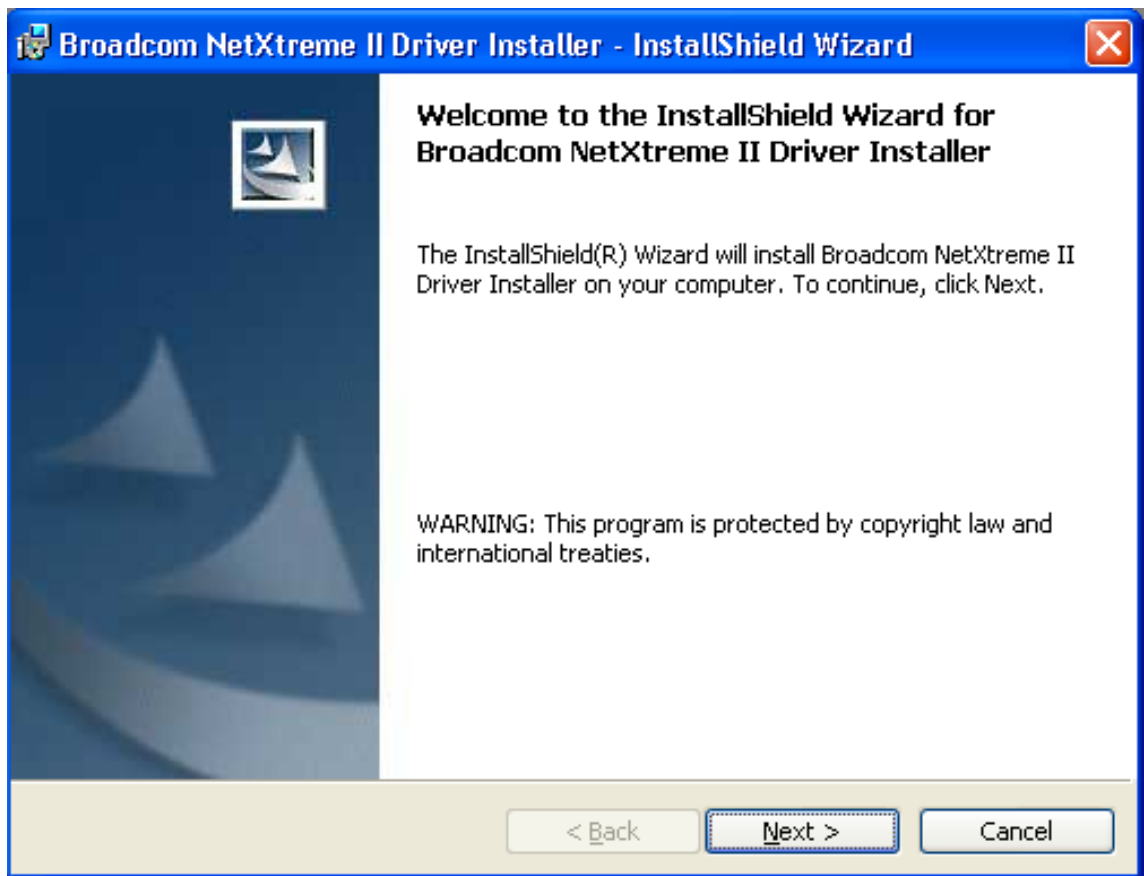 Broadcom NetXtreme II Driver Installer - InstallShield Wizard
Welcome to the InstallShield Wizard for
Broadcom NetXtreme II Driver Installer
The InstallShield(R) Wizard will install Broadcom NetXtreme II
Driver Installer on your computer. To continue, click Next.
WARNING: This program is protected by copyright law and
international treaties.
< Back
Next >
Cancel